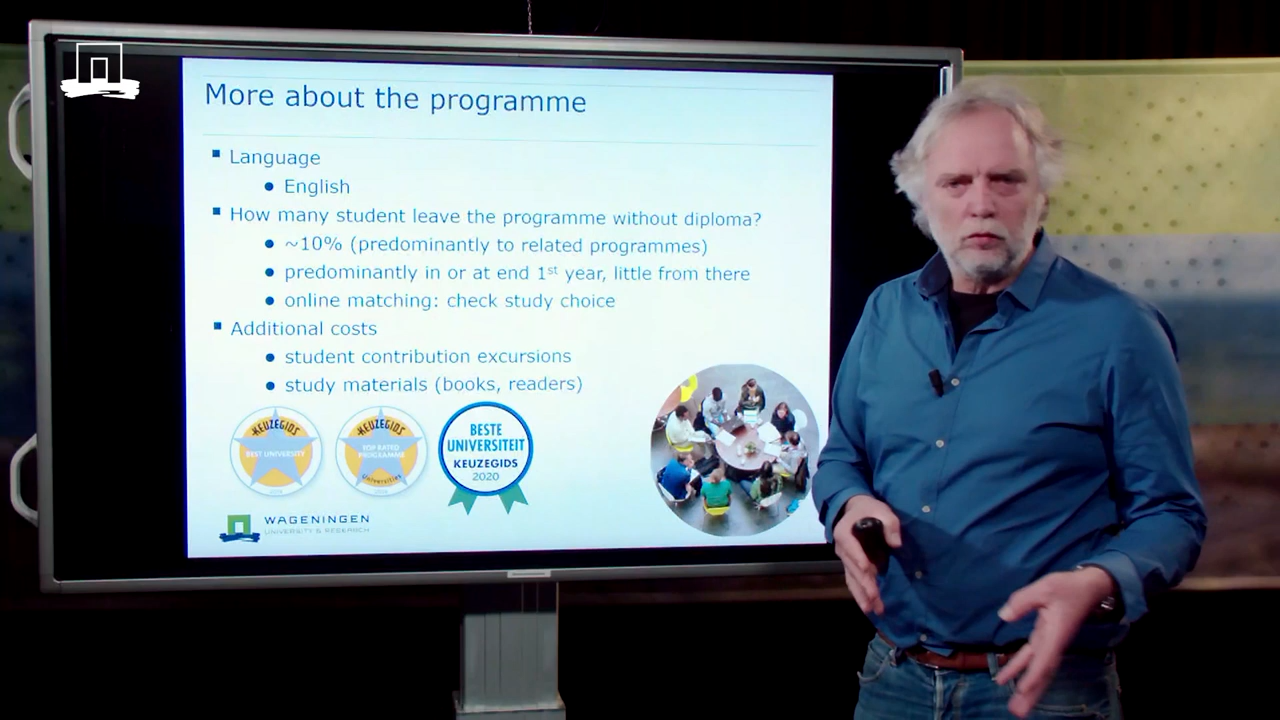 More about the programme
▪ Language
• English
▪ How many student leave the programme without diploma?
• ~10% (predominantly to related programmes)
• predominantly in or at end 1st year, little from there
• online matching: check study choice
▪ Additional costs
• student contribution excursions
• study materials (books, readers)
KEUZEGIDS
BEST UNIVERSITY
KEUZEGIDS
TOP RATED
PROGRAMME
Universities
BESTE
UNIVERSITEIT
KEUZEGIDS
2020
WAGENINGEN
UNIVERSITY & RESEARCH